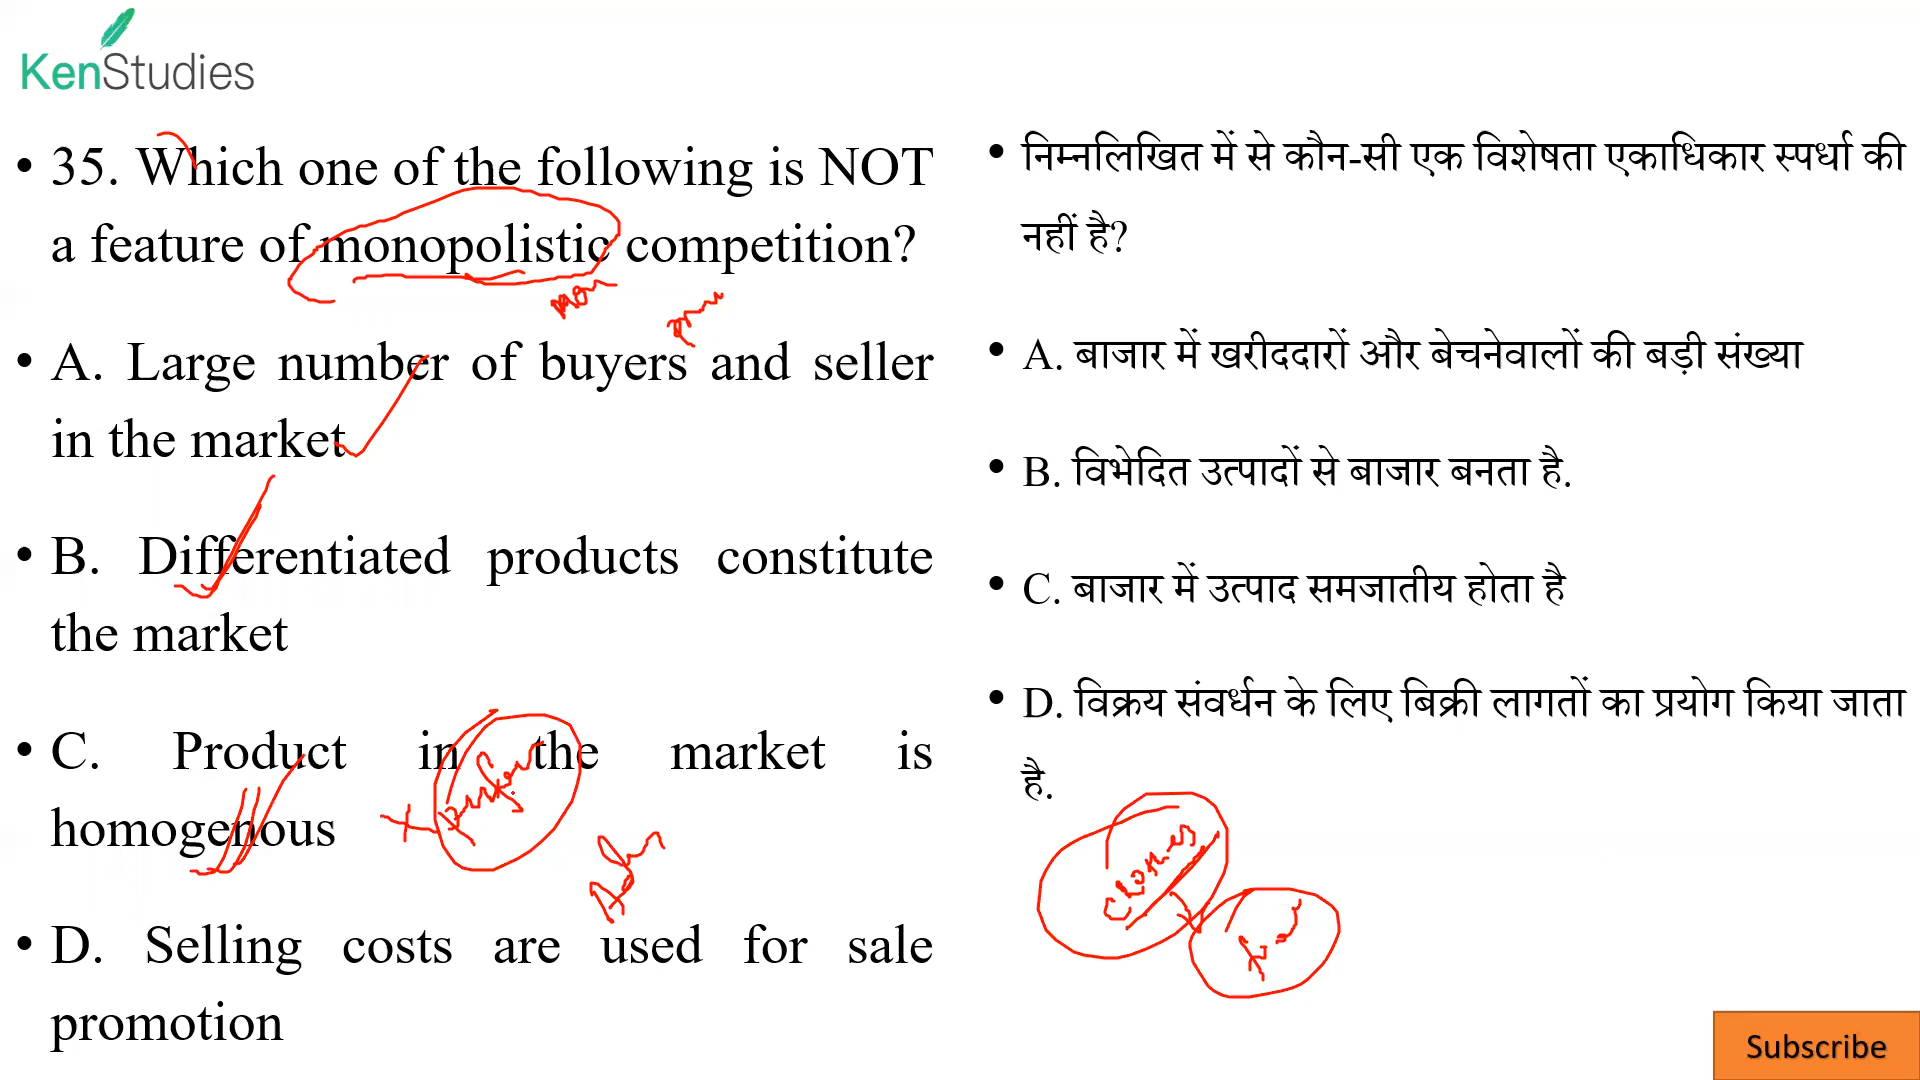 KenStudies
• 35. Which one of the following is NOT
a feature of monopolistic competition?
• A. Large number of buyers and seller
in the market
• B. Differentiated products constitute
the market
• C. Product in the market is
homogenous
• D. Selling costs are used for sale
promotion
• निम्नलिखित में से कौन-सी एक विशेषता एकाधिकार स्पर्धा की
नहीं है?
• A. बाजार में खरीददारों और बेचनेवालों की बड़ी संख्या
• B. विभेदित उत्पादों से बाजार बनता है.
• C. बाजार में उत्पाद समजातीय होता है
• D. विक्रय संवर्धन के लिए बिक्री लागतों का प्रयोग किया जाता
है.
Subscribe